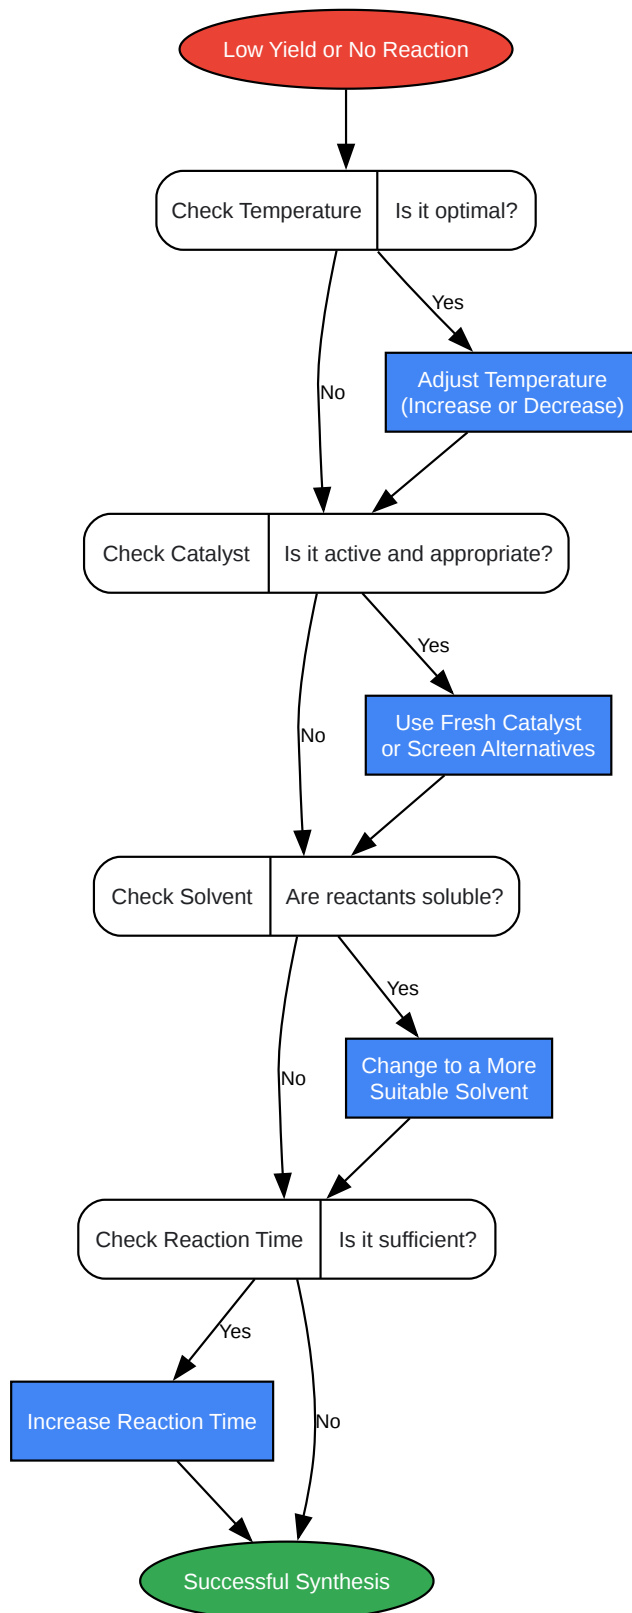 Low Yield or No Reaction
Check Temperature
Is it optimal?
Yes
No
Adjust Temperature
(Increase or Decrease)
Check Catalyst
Is it active and appropriate?
Yes
No
Use Fresh Catalyst
or Screen Alternatives
Check Solvent
Are reactants soluble?
Yes
No
Change to a More
Suitable Solvent
Check Reaction Time
Is it sufficient?
Yes
No
Increase Reaction Time
Successful Synthesis